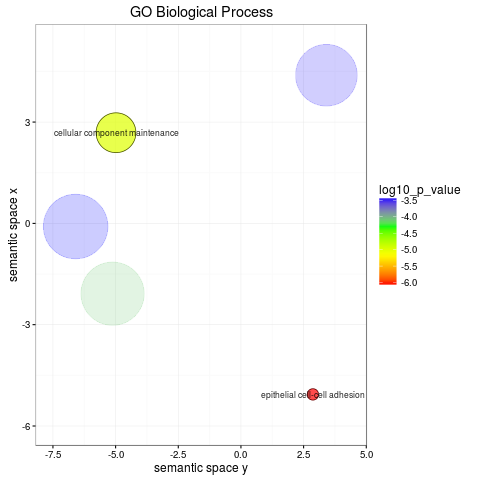 GO Biological Process
3
0
-3
-6
semantic space x
cellular component maintenance
epithelial cell-cell adhesion
-7.5 -5.0 -2.5 0.0 2.5 5.0
semantic space y
log10_p_value
-3.5
-4.0
-4.5
-5.0
-5.5
-6.0